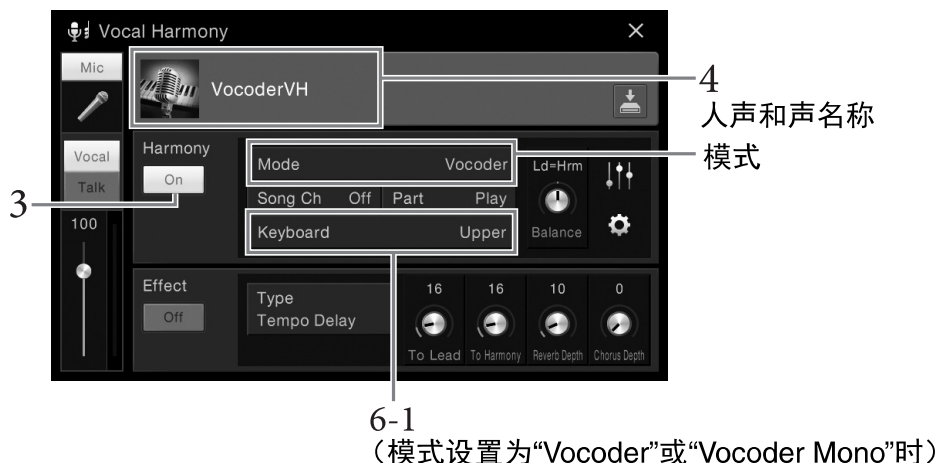 Vocal Harmony
Mic
VocoderVH
4
人声和声名称
Vocal
Talk
Harmony
On
3
Mode Vocoder
模式
Song Ch Off Part Play
Keyboard Upper
Ld=Hrm
Balance
100
Effect
Off
Type
Tempo Delay
16 16 10 0
To Lead To Harmony Reverb Depth Chorus Depth
6-1
（模式设置为“Vocoder”或“Vocoder Mono”时）